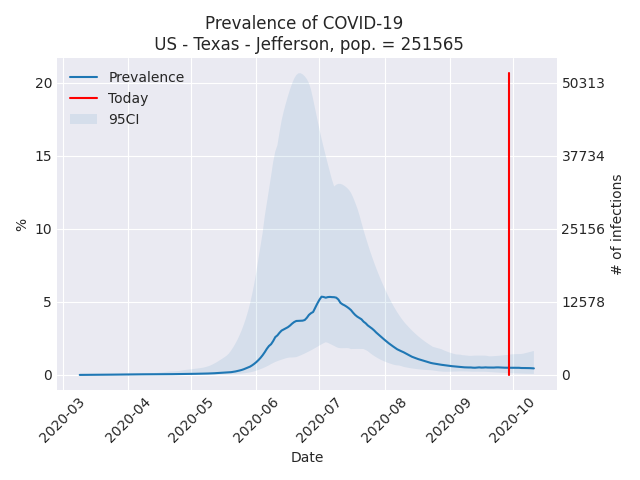 Prevalence of COVID-19
US - Texas - Jefferson, pop. = 251565
Prevalence
Today
95CI
20
15
10
5
0
%
50313
37734
25156
12578
0
# of infections
2020-03
2020-04
2020-05
2020-06
2020-07
2020-08
2020-09
2020-10
Date